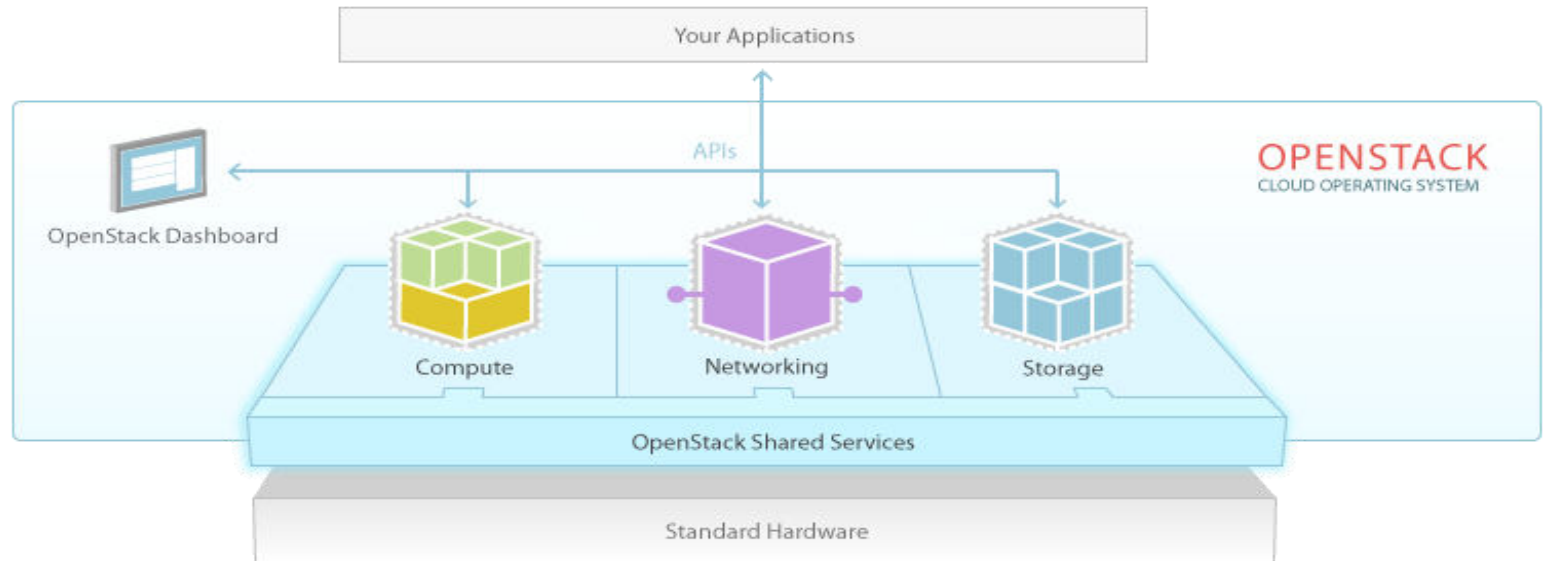 Your Applications
APIs
OPENSTACK
CLOUD OPERATING SYSTEM
OpenStack Dashboard
Compute
Networking
Storage
OpenStack Shared Services
Standard Hardware